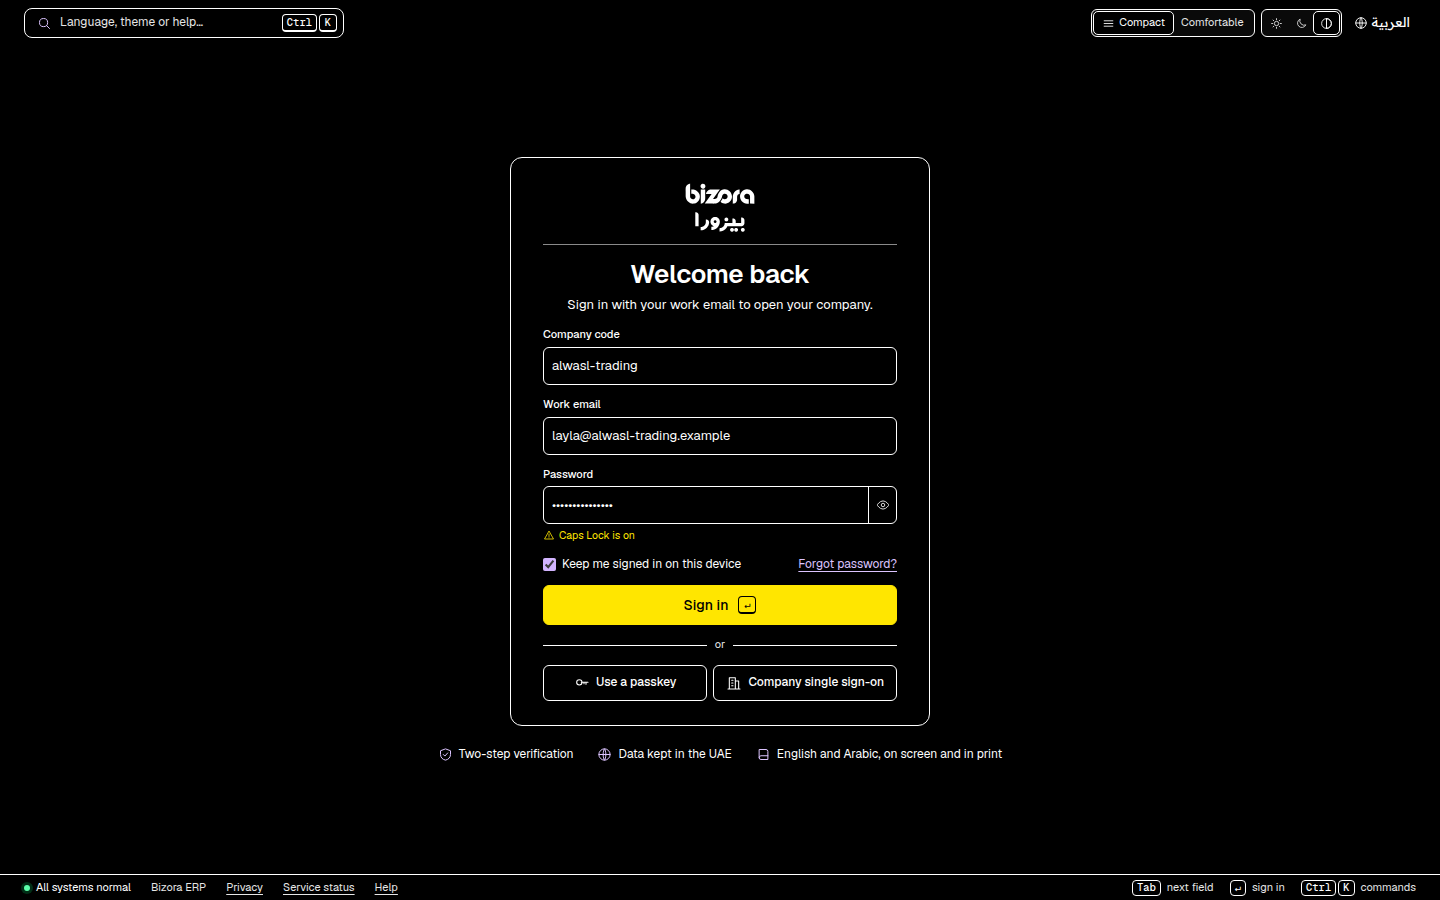 Language, theme or help... Ctrl K
Compact Comfortable
العربية
bizora
بيزورا
Welcome back
Sign in with your work email to open your company.
Company code
alwasl-trading
Work email
layla@alwasl-trading.example
Password
•••••••••••••••
Caps Lock is on
Keep me signed in on this device Forgot password?
Sign in ↵
or
Use a passkey Company single sign-on
Two-step verification Data kept in the UAE English and Arabic, on screen and in print
All systems normal Bizora ERP Privacy Service status Help Tab next field ↵ sign in Ctrl K commands